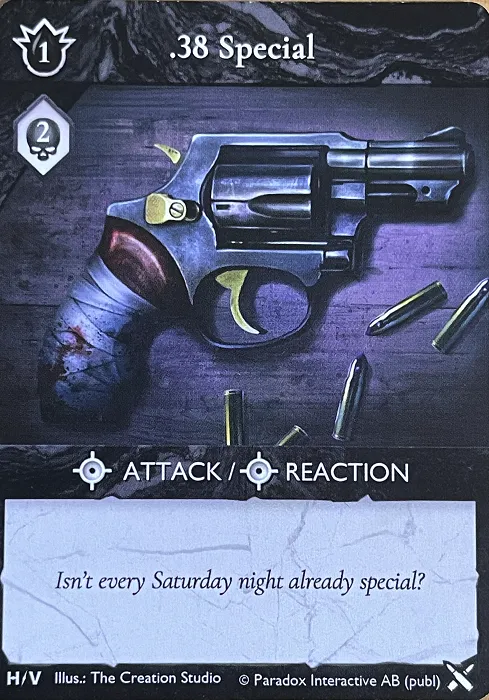 1
.38 Special
2
ATTACK / REACTION
Isn't every Saturday night already special?
H/V Illus.: The Creation Studio © Paradox Interactive AB (publ)